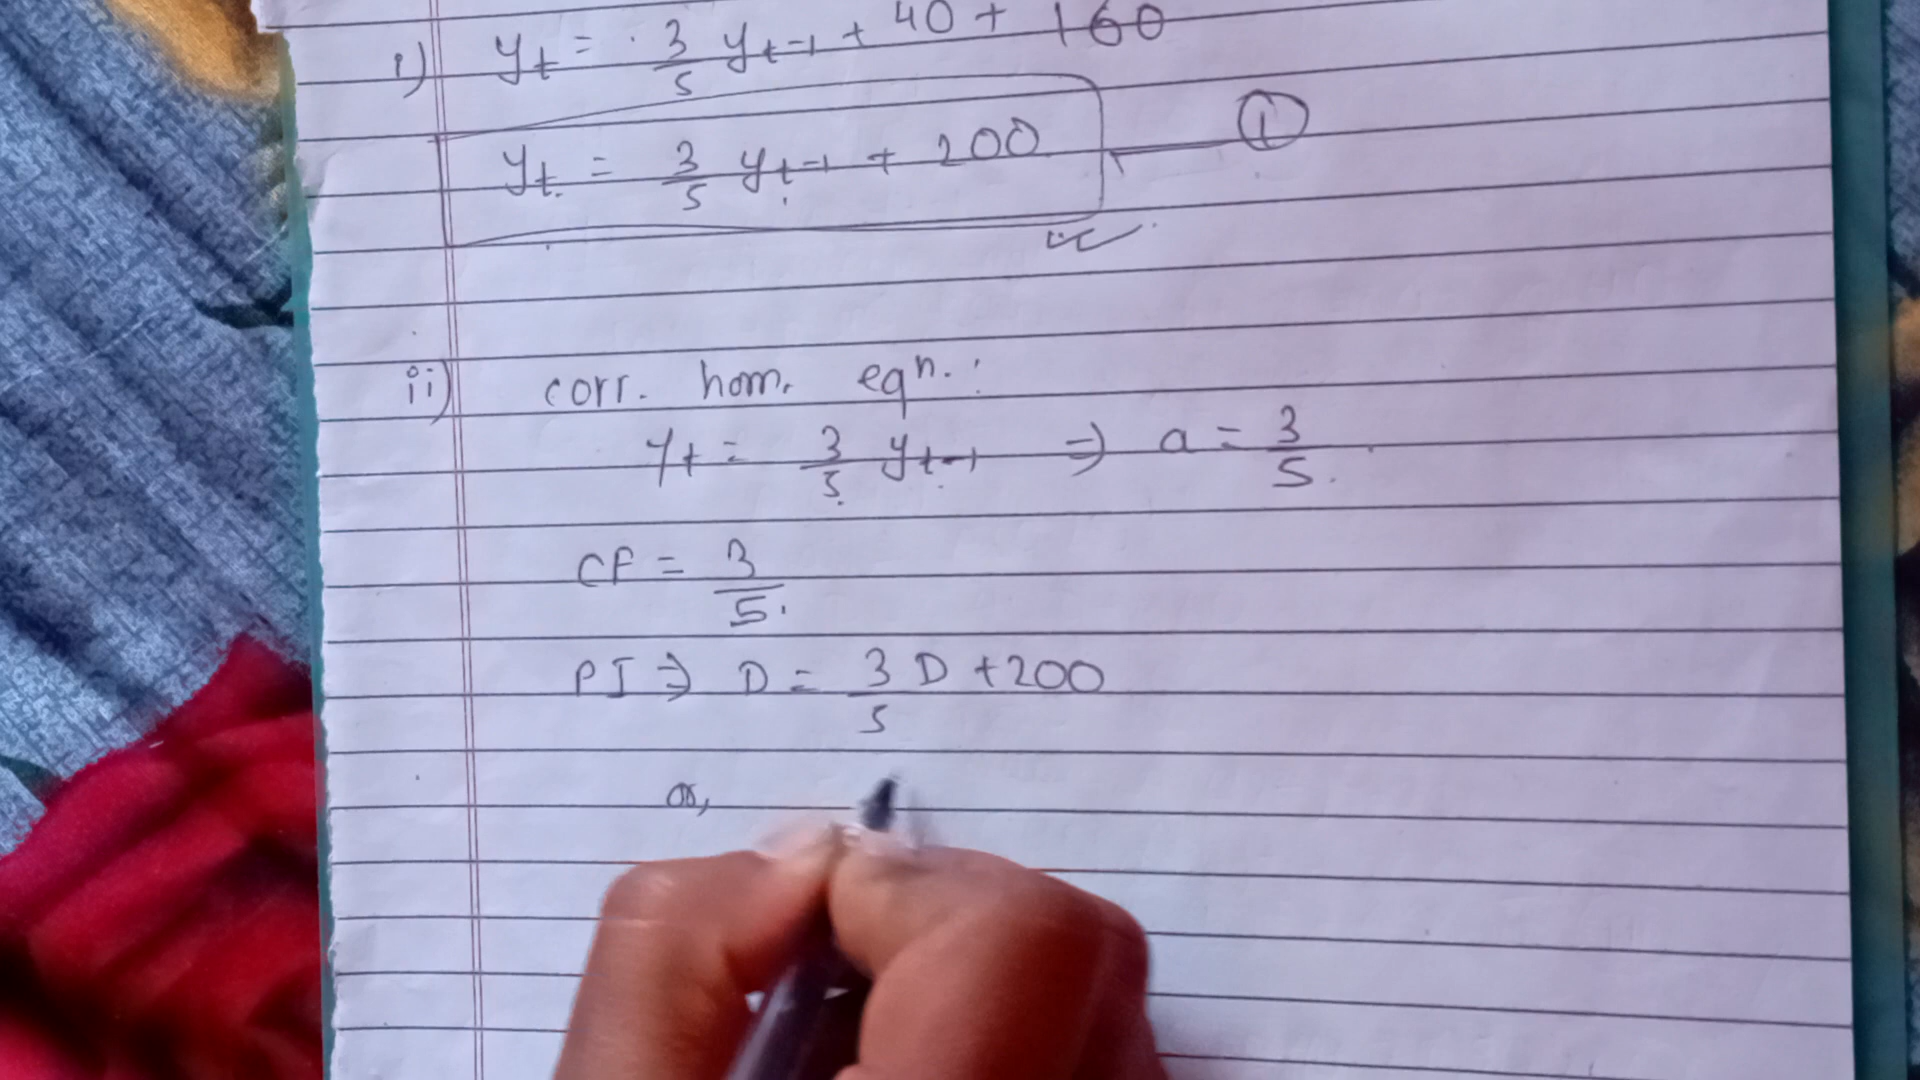 i) yt = 3/5 yt-1 + 40 + 160
yt = 3/5 yt-1 + 200 ①
ii) corr. hom. eqn. :
yt = 3/5 yt-1 ⇒ a = 3/5.
CF = 3/5.
PI ⇒ D = 3/5 D + 200
or,